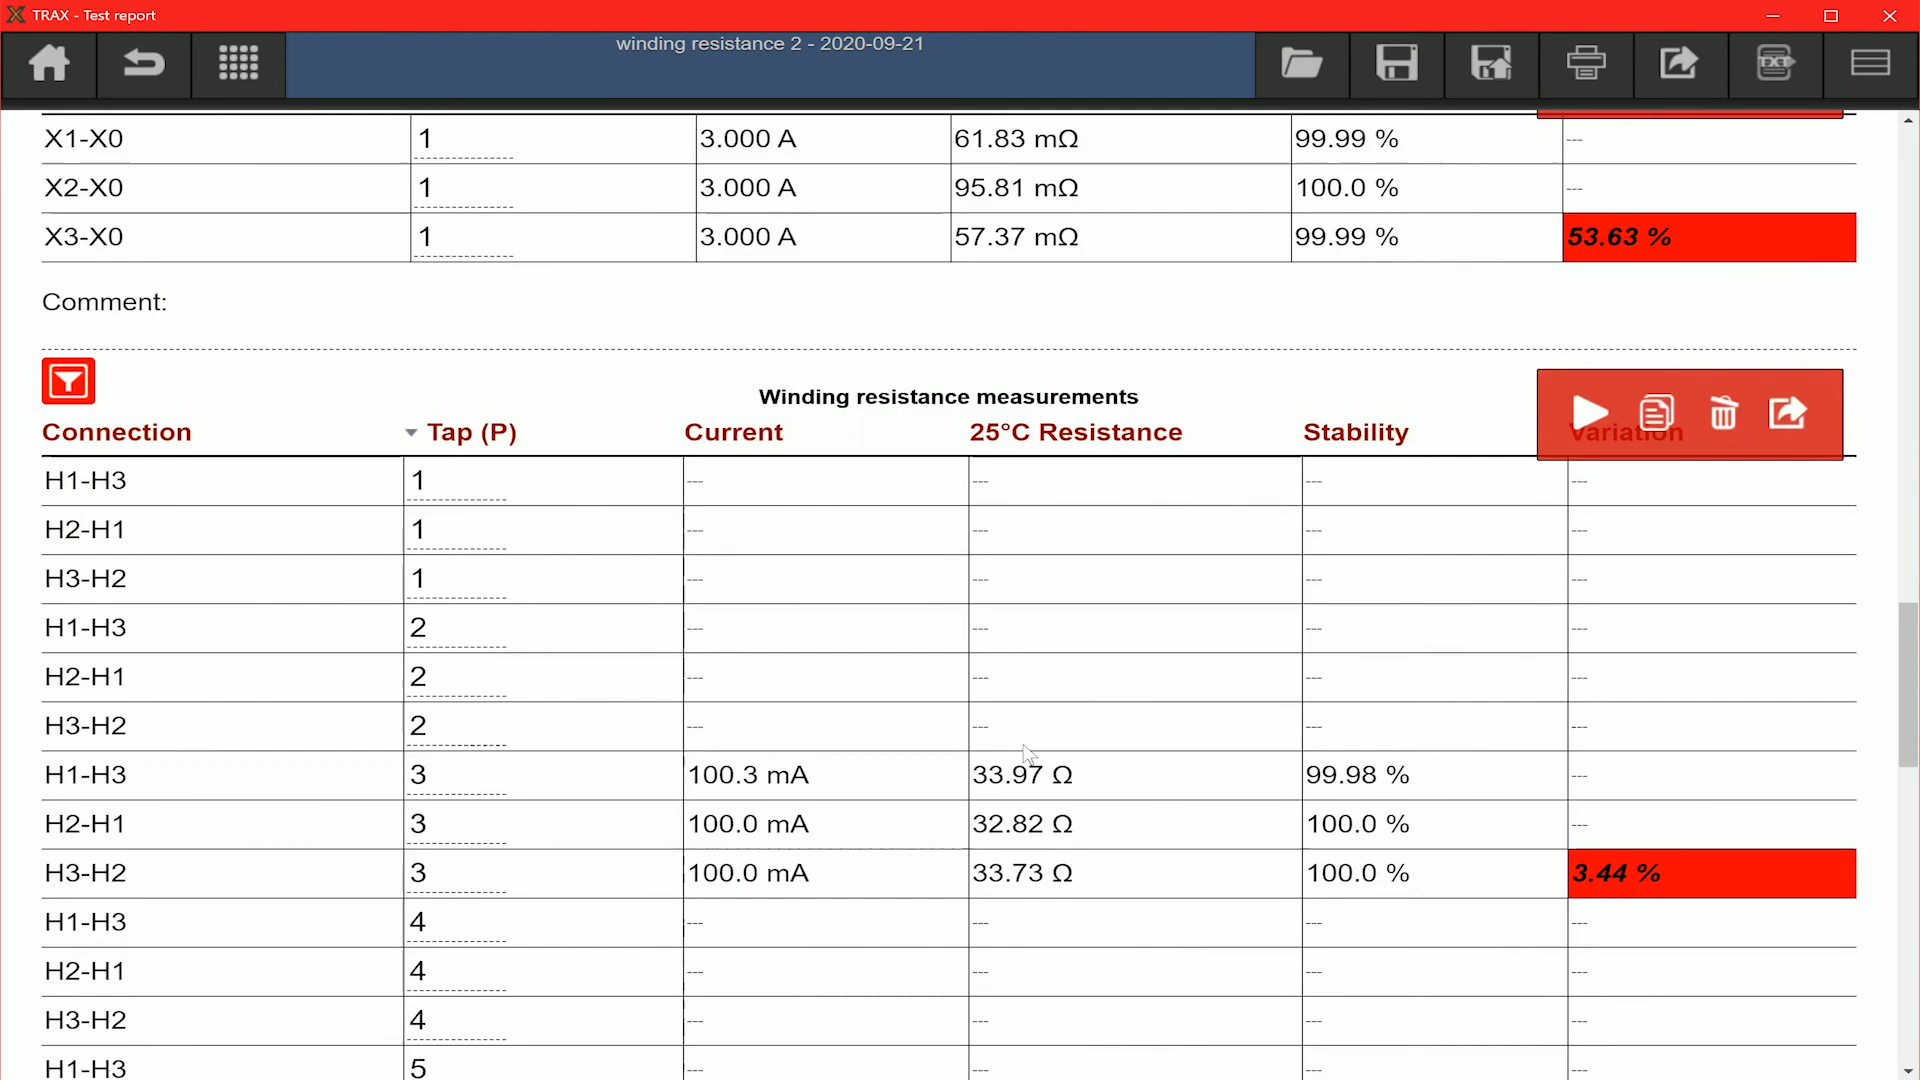 TRAX - Test report
winding resistance 2 - 2020-09-21
TXT
X1-X0 1 3.000 A 61.83 mΩ 99.99 % ---
X2-X0 1 3.000 A 95.81 mΩ 100.0 % ---
X3-X0 1 3.000 A 57.37 mΩ 99.99 % 53.63 %
Comment:
Winding resistance measurements
Connection Tap (P) Current 25°C Resistance Stability Variation
H1-H3 1 --- --- --- ---
H2-H1 1 --- --- --- ---
H3-H2 1 --- --- --- ---
H1-H3 2 --- --- --- ---
H2-H1 2 --- --- --- ---
H3-H2 2 --- --- --- ---
H1-H3 3 100.3 mA 33.97 Ω 99.98 % ---
H2-H1 3 100.0 mA 32.82 Ω 100.0 % ---
H3-H2 3 100.0 mA 33.73 Ω 100.0 % 3.44 %
H1-H3 4 --- --- --- ---
H2-H1 4 --- --- --- ---
H3-H2 4 --- --- --- ---
H1-H3 5 --- --- --- ---